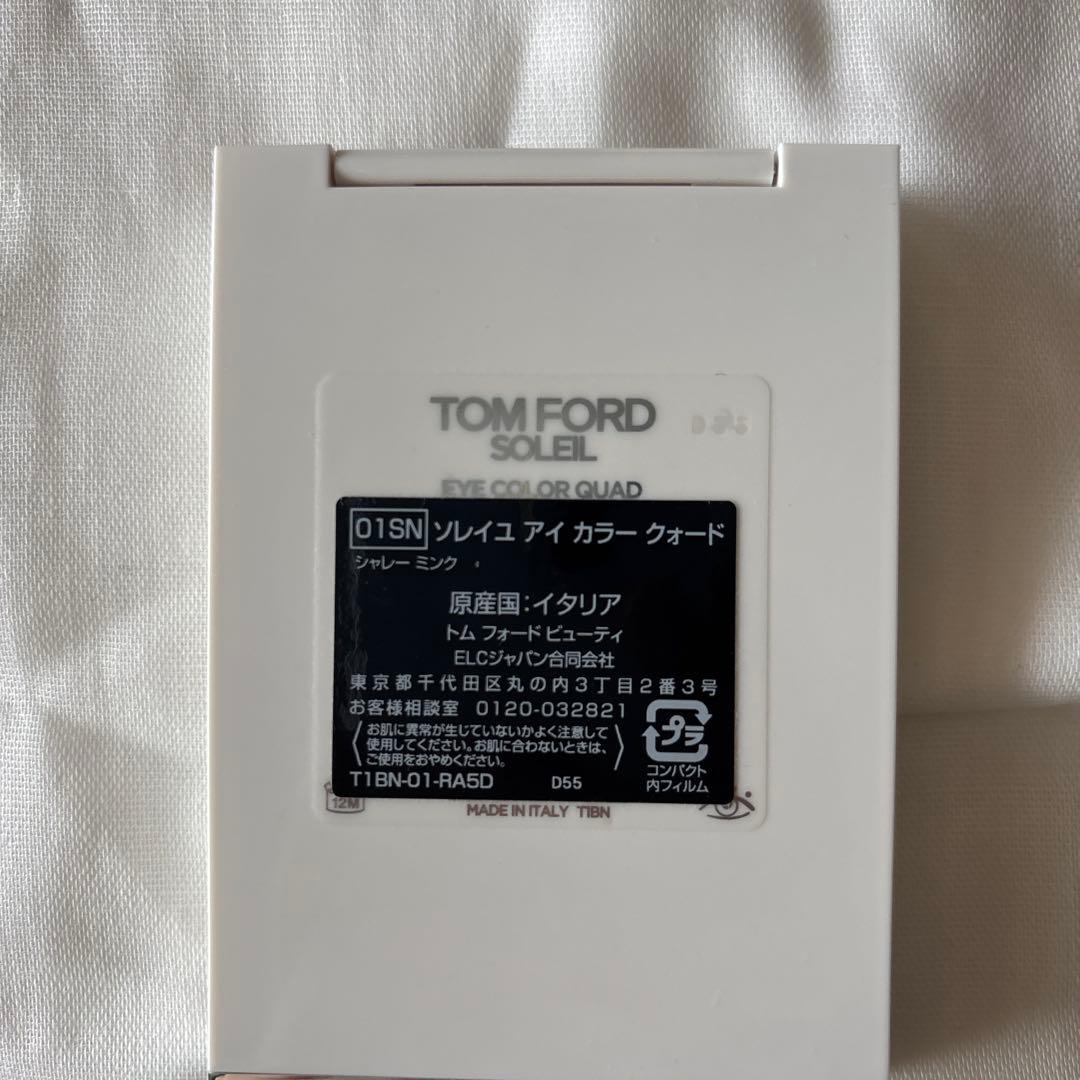 TOM FORD
SOLEIL
EYE COLOR QUAD
01SN ソレイユ アイ カラー クォード
シャレー ミンク
原産国:イタリア
トム フォード ビューティ
ELCジャパン合同会社
東京都千代田区丸の内3丁目2番3号
お客様相談室 0120-032821
お肌に異常が生じていないかよく注意して
使用してください。お肌に合わないときは、
ご使用をおやめください。
プラ
コンパクト
内フィルム
T1BN-01-RA5D D55
12M
MADE IN ITALY T1BN